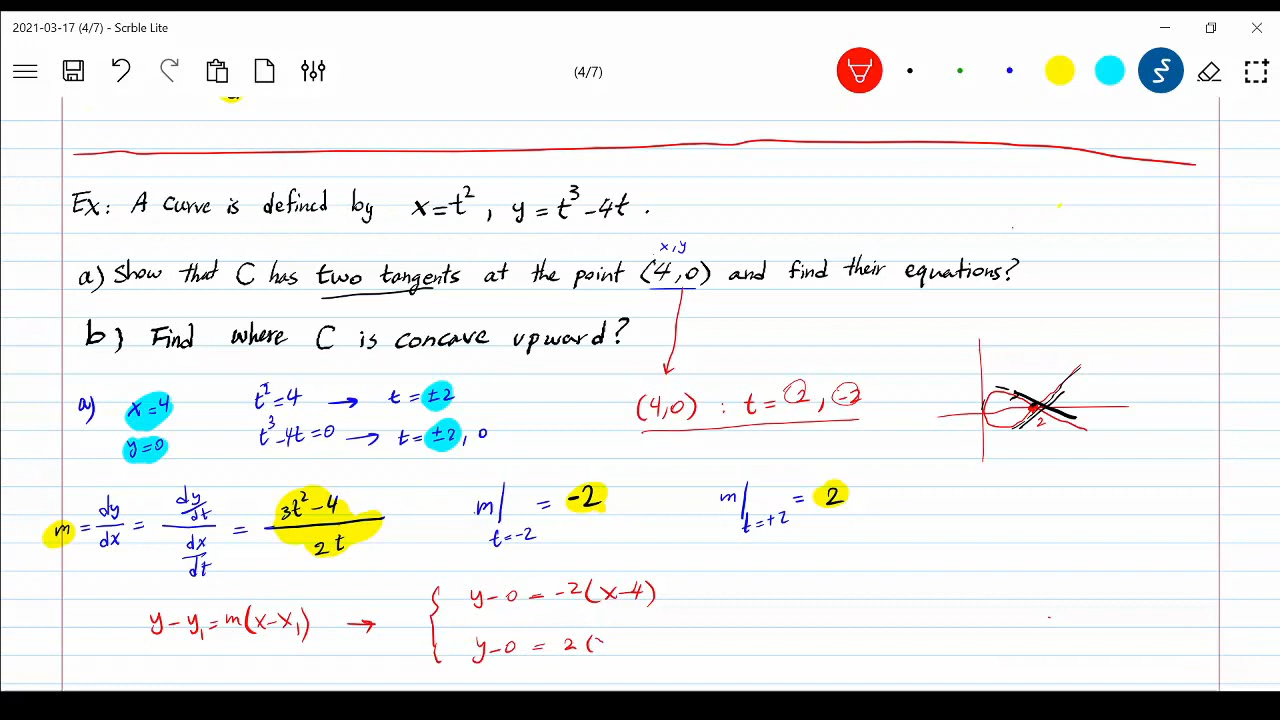 2021-03-17 (4/7) - Scrble Lite
(4/7)
Ex: A curve is defined by x=t², y=t³-4t.
x,y
a) Show that C has two tangents at the point (4,0) and find their equations?
b) Find where C is concave upward?
a) x=4 t²=4 → t=±2
y=0 t³-4t=0 → t=±2, 0
(4,0) : t=2, -2
2
m = dy/dx = (dy/dt)/(dx/dt) = (3t²-4)/(2t) m|t=-2 = -2 m|t=+2 = 2
y-y₁=m(x-x₁) → { y-0 = -2(x-4)
y-0 = 2(